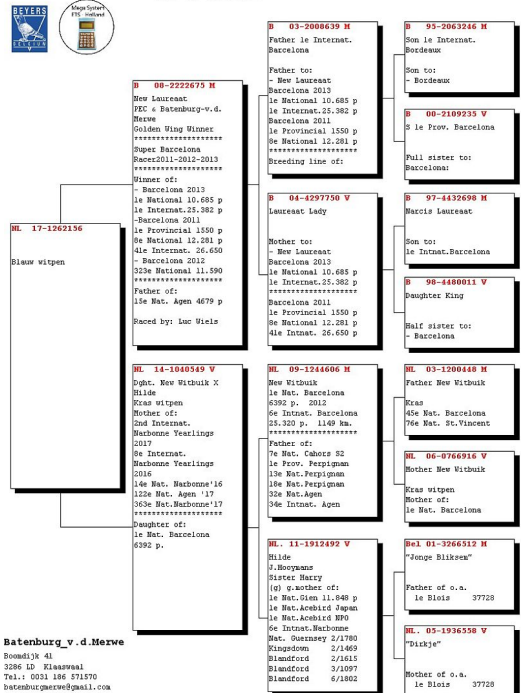 BEYERS
BELGIUM
Mega System
ETS Holland
NL 17-1262156
Blauw witpen
B 08-2222675 M
New Laureaat
PEC & Batenburg-v.d.
Merwe
Golden Wing Winner
*********************
Super Barcelona
Racer2011-2012-2013
*********************
Winner of:
- Barcelona 2013
1e National 10.685 p
1e Internat.25.382 p
-Barcelona 2011
1e Provincial 1550 p
8e National 12.281 p
41e Internat. 26.650
- Barcelona 2012
323e National 11.590
*********************
Father of:
15e Nat. Agen 4679 p
Raced by: Luc Wiels
NL 14-1040549 V
Dght. New Witbuik X
Hilde
Kras witpen
Mother of:
2nd Internat.
Narbonne Yearlings
2017
8e Internat.
Narbonne Yearlings
2016
14e Nat. Narbonne'16
122e Nat. Agen '17
363e Nat.Narbonne'17
*********************
Daughter of:
1e Nat. Barcelona
6392 p.
B 03-2008639 M
Father 1e Internat.
Barcelona
Father to:
- New Laureaat
Barcelona 2013
1e National 10.685 p
1e Internat.25.382 p
Barcelona 2011
1e Provincial 1550 p
8e National 12.281 p
*********************
Breeding line of:
B 04-4297750 V
Laureaat Lady
Mother to:
- New Laureaat
Barcelona 2013
1e National 10.685 p
1e Internat.25.382 p
*********************
Barcelona 2011
1e Provincial 1550 p
8e National 12.281 p
41e Intnat. 26.650 p
NL 09-1244606 M
New Witbuik
1e Nat. Barcelona
6392 p. 2012
6e Intnat. Barcelona
25.320 p. 1149 km.
*********************
Father of:
7e Nat. Cahors S2
1e Prov. Perpignan
13e Nat.Perpignan
18e Nat.Perpignan
32e Nat.Agen
34e Intnat. Agen
NL. 11-1912492 V
Hilde
J.Hooymans
Sister Harry
(g) g.mother of:
1e Nat.Gien 11.848 p
1e Nat.Acebird Japan
1e Nat.Acebird NPO
6e Intnat.Narbonne
Nat. Guernsey 2/1780
Kingsdown 2/1469
Blandford 2/1615
Blandford 3/1097
Blandford 6/1802
B 95-2063246 M
Son 1e Internat.
Bordeaux
Son to:
- Bordeaux
B 00-2109235 V
S 1e Prov. Barcelona
Full sister to:
Barcelona:
B 97-4432698 M
Narcis Laureaat
Son to:
1e Intnat.Barcelona
B 98-4480011 V
Daughter King
Half sister to:
- Barcelona
NL 03-1200448 M
Father New Witbuik
Kras
45e Nat. Barcelona
76e Nat. St.Vincent
NL 06-0766916 V
Mother New Witbuik
Kras witpen
Mother of:
1e Nat. Barcelona
Bel 01-3266512 M
"Jonge Bliksem"
Father of o.a.
1e Blois 37728
NL. 05-1936558 V
"Dirkje"
Mother of o.a.
1e Blois 37728
Batenburg_v.d.Merwe
Boomdijk 41
3286 LD Klaaswaal
Tel.: 0031 186 571570
batenburgmerwe@gmail.com